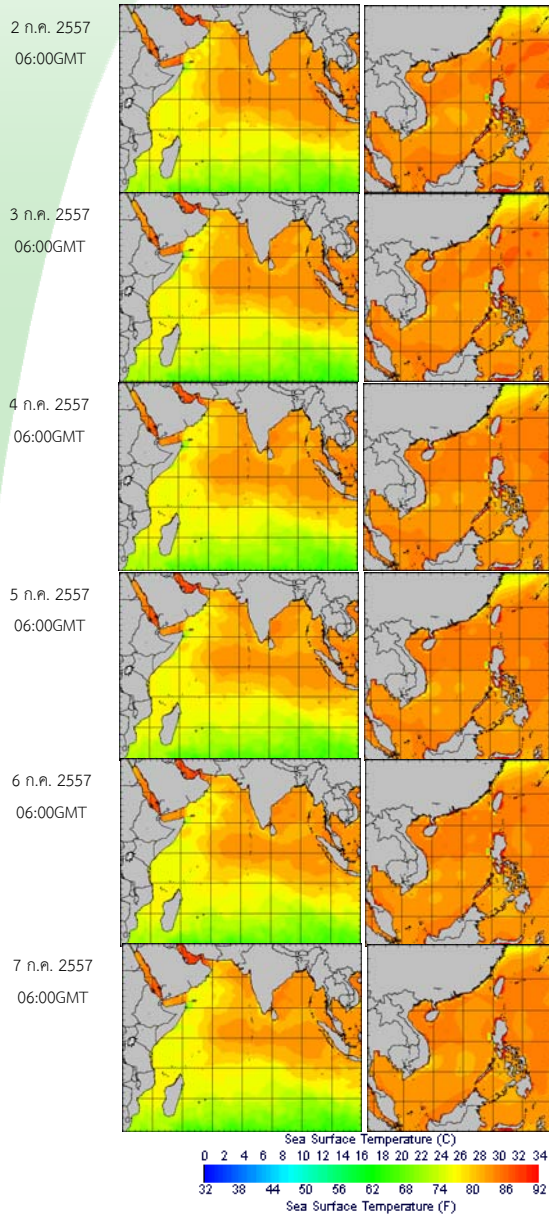 2 ก.ค. 2557
06:00GMT
3 ก.ค. 2557
06:00GMT
4 ก.ค. 2557
06:00GMT
5 ก.ค. 2557
06:00GMT
6 ก.ค. 2557
06:00GMT
7 ก.ค. 2557
06:00GMT
Sea Surface Temperature (C)
0 2 4 6 8 10 12 14 16 18 20 22 24 26 28 30 32 34
32 38 44 50 56 62 68 74 80 86 92
Sea Surface Temperature (F)